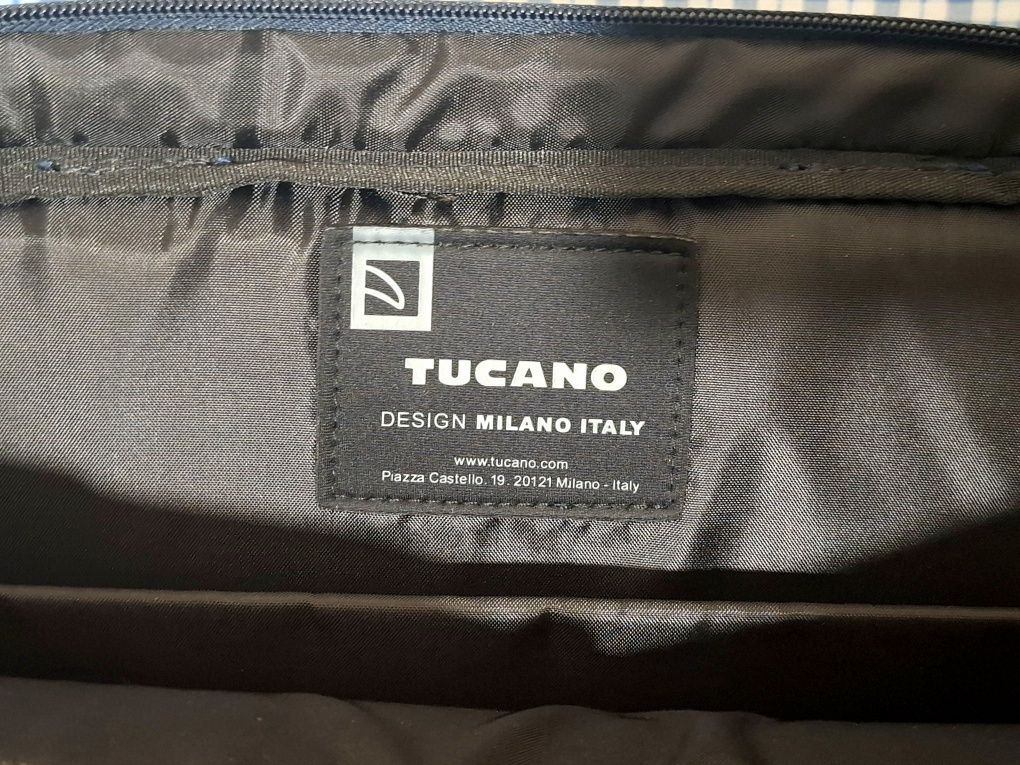 TUCANO
DESIGN MILANO ITALY
www.tucano.com
Piazza Castello. 19. 20121 Milano - Italy